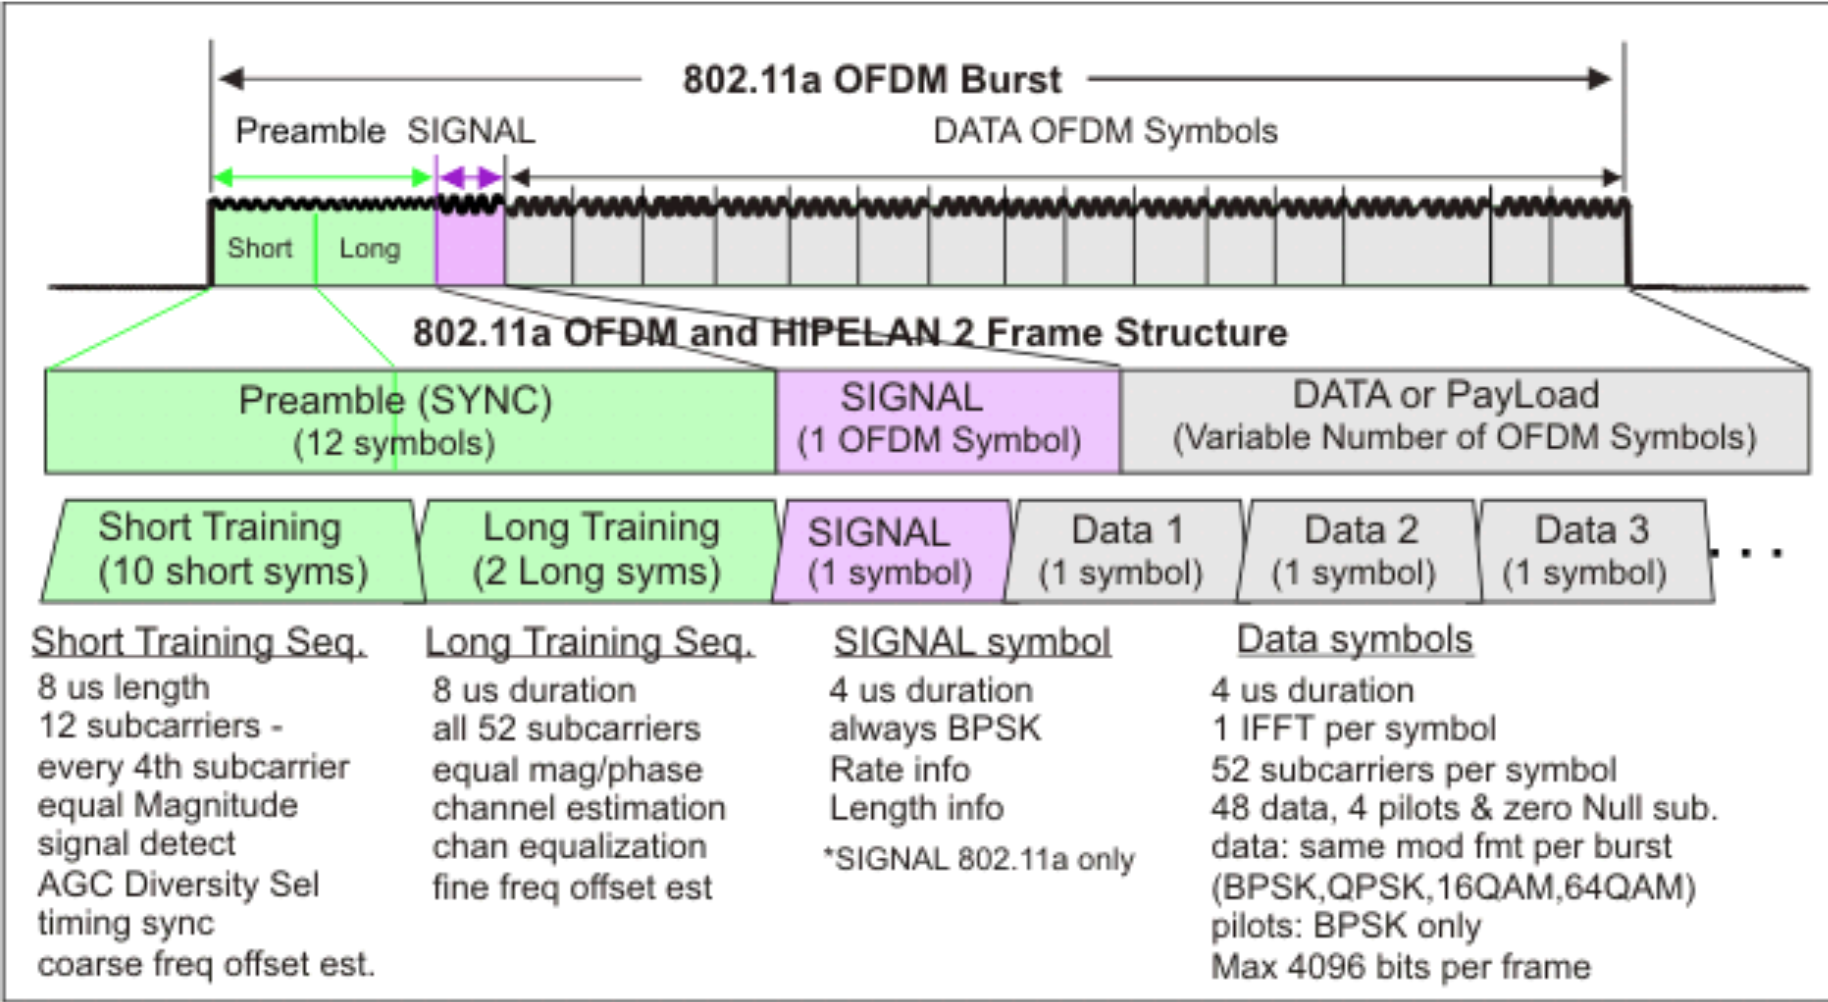 802.11a OFDM Burst
Preamble SIGNAL DATA OFDM Symbols
Short Long
802.11a OFDM and HIPELAN 2 Frame Structure
Preamble (SYNC)
(12 symbols)
SIGNAL
(1 OFDM Symbol)
DATA or PayLoad
(Variable Number of OFDM Symbols)
Short Training
(10 short syms)
Long Training
(2 Long syms)
SIGNAL
(1 symbol)
Data 1
(1 symbol)
Data 2
(1 symbol)
Data 3
(1 symbol)
. . .
Short Training Seq.
8 us length
12 subcarriers -
every 4th subcarrier
equal Magnitude
signal detect
AGC Diversity Sel
timing sync
coarse freq offset est.
Long Training Seq.
8 us duration
all 52 subcarriers
equal mag/phase
channel estimation
chan equalization
fine freq offset est
SIGNAL symbol
4 us duration
always BPSK
Rate info
Length info
*SIGNAL 802.11a only
Data symbols
4 us duration
1 IFFT per symbol
52 subcarriers per symbol
48 data, 4 pilots & zero Null sub.
data: same mod fmt per burst
(BPSK,QPSK,16QAM,64QAM)
pilots: BPSK only
Max 4096 bits per frame